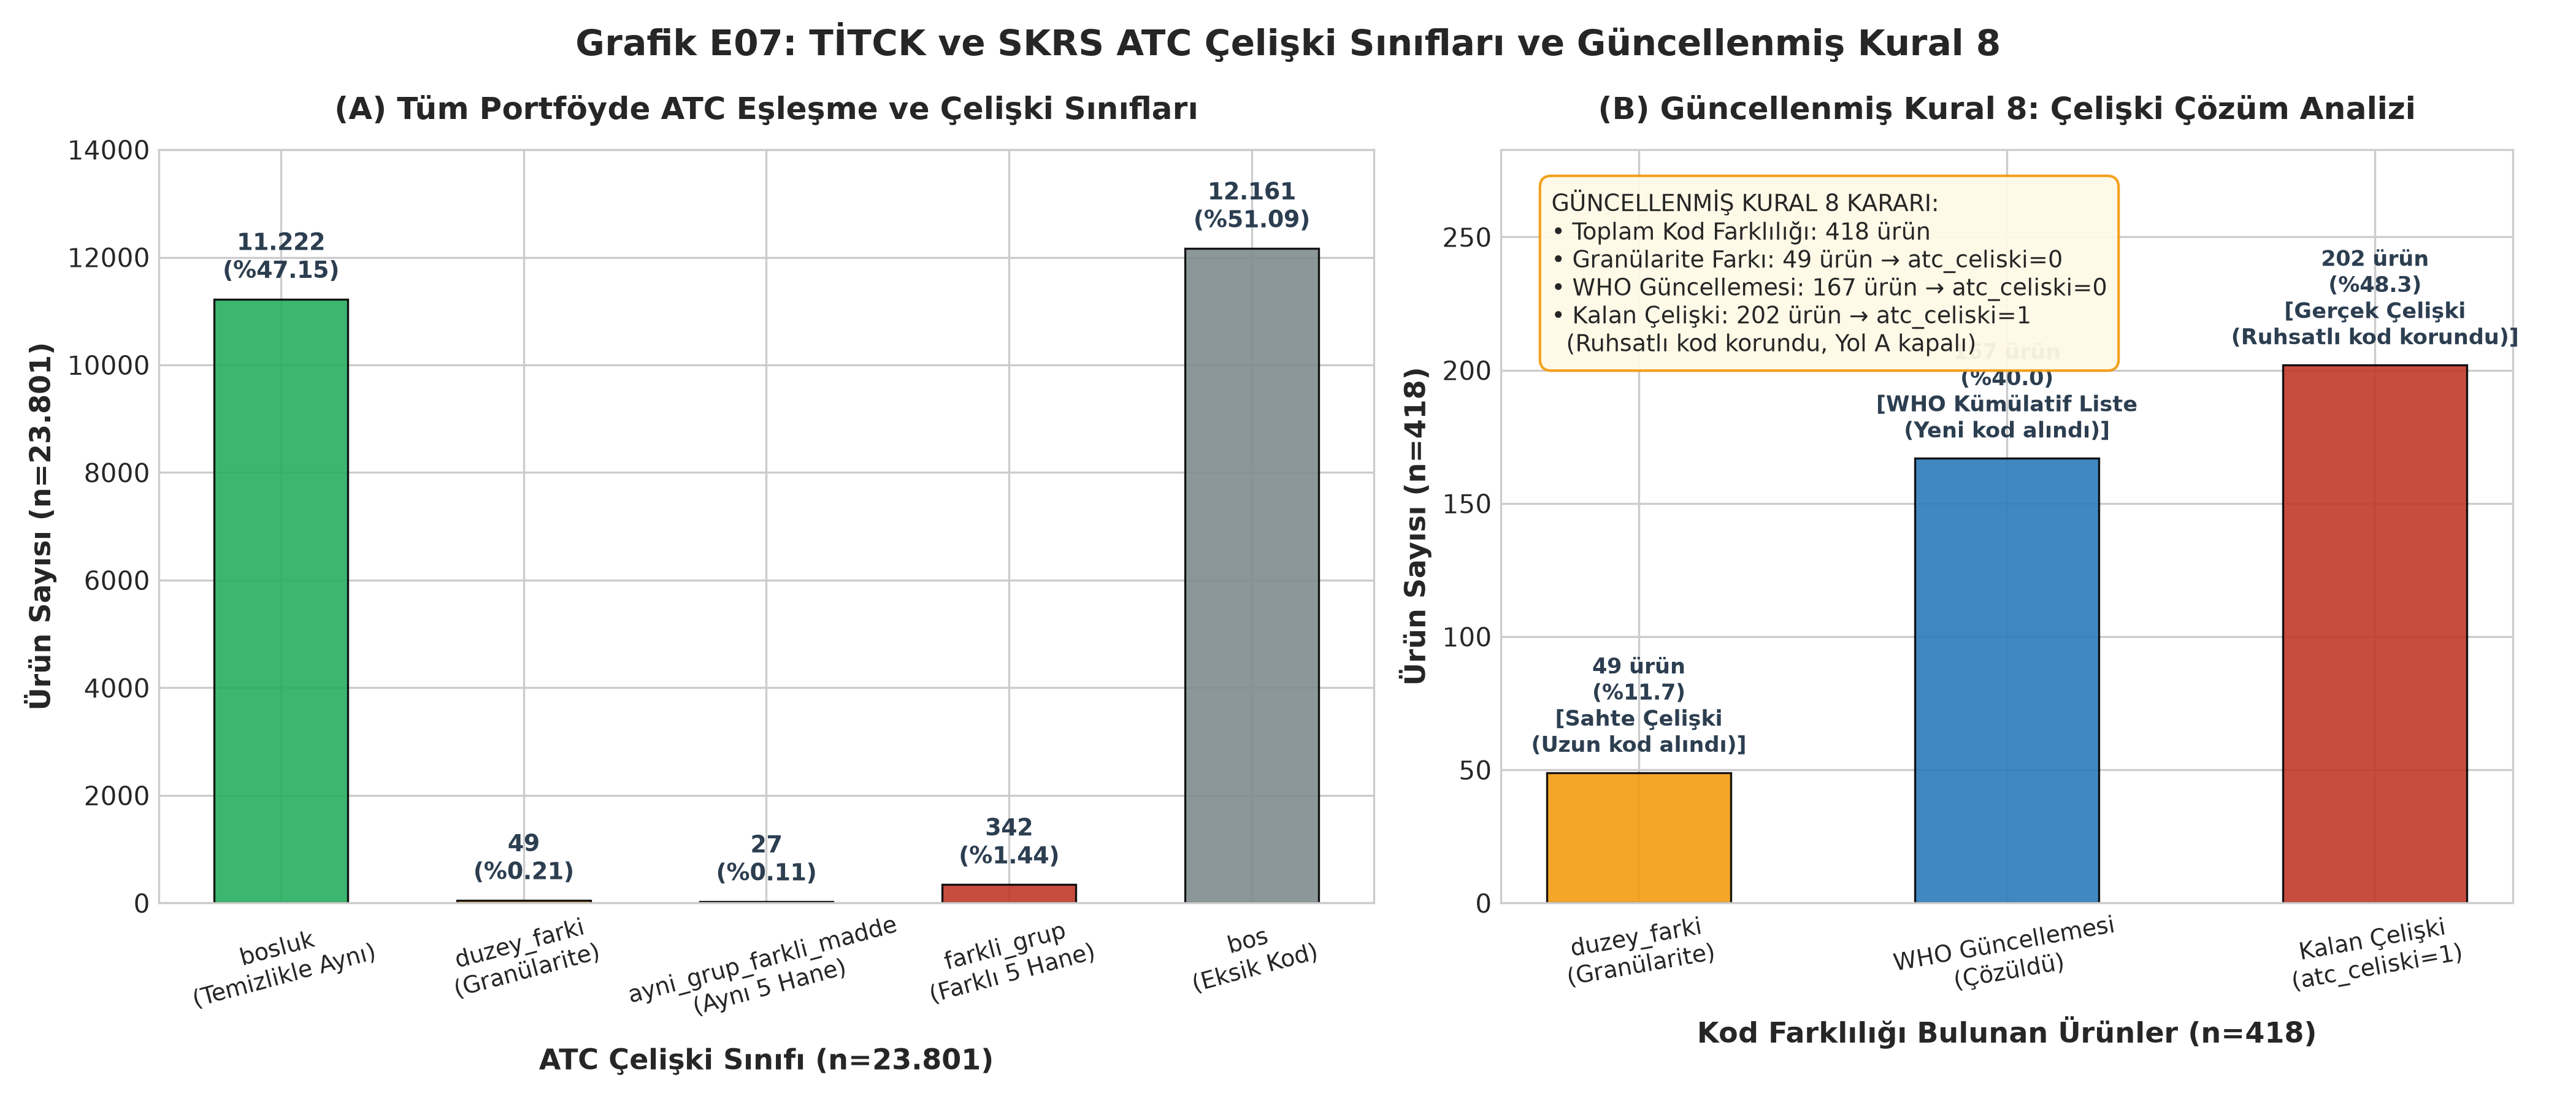 Grafik E07: TİTCK ve SKRS ATC Çelişki Sınıfları ve Güncellenmiş Kural 8
(A) Tüm Portföyde ATC Eşleşme ve Çelişki Sınıfları
Ürün Sayısı (n=23.801)
14000
12000
10000
8000
6000
4000
2000
0
11.222
(%47.15)
49
(%0.21)
27
(%0.11)
342
(%1.44)
12.161
(%51.09)
bosluk
(Temizlikle Aynı)
duzey_farki
(Granülarite)
ayni_grup_farkli_madde
(Aynı 5 Hane)
farkli_grup
(Farklı 5 Hane)
bos
(Eksik Kod)
ATC Çelişki Sınıfı (n=23.801)
(B) Güncellenmiş Kural 8: Çelişki Çözüm Analizi
Ürün Sayısı (n=418)
250
200
150
100
50
0
GÜNCELLENMİŞ KURAL 8 KARARI:
• Toplam Kod Farklılığı: 418 ürün
• Granülarite Farkı: 49 ürün → atc_celiski=0
• WHO Güncellemesi: 167 ürün → atc_celiski=0
• Kalan Çelişki: 202 ürün → atc_celiski=1
(Ruhsatlı kod korundu, Yol A kapalı)
49 ürün
(%11.7)
[Sahte Çelişki
(Uzun kod alındı)]
167 ürün
(%40.0)
[WHO Kümülatif Liste
(Yeni kod alındı)]
202 ürün
(%48.3)
[Gerçek Çelişki
(Ruhsatlı kod korundu)]
duzey_farki
(Granülarite)
WHO Güncellemesi
(Çözüldü)
Kalan Çelişki
(atc_celiski=1)
Kod Farklılığı Bulunan Ürünler (n=418)